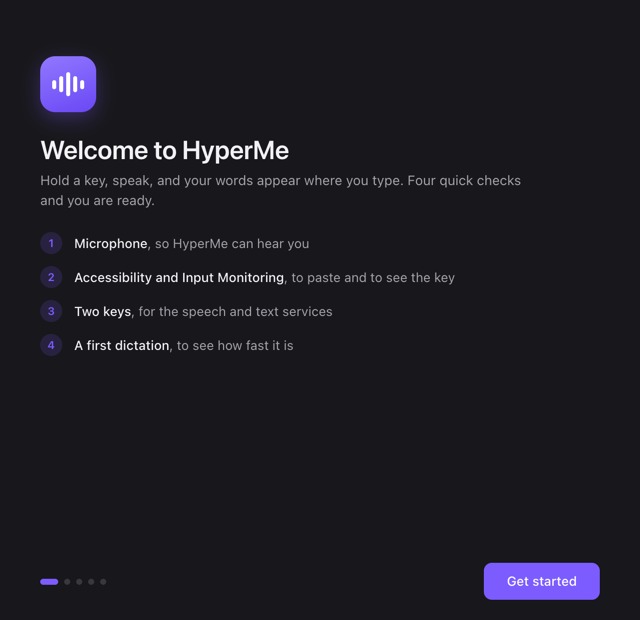 Welcome to HyperMe
Hold a key, speak, and your words appear where you type. Four quick checks
and you are ready.
1 Microphone, so HyperMe can hear you
2 Accessibility and Input Monitoring, to paste and to see the key
3 Two keys, for the speech and text services
4 A first dictation, to see how fast it is
Get started